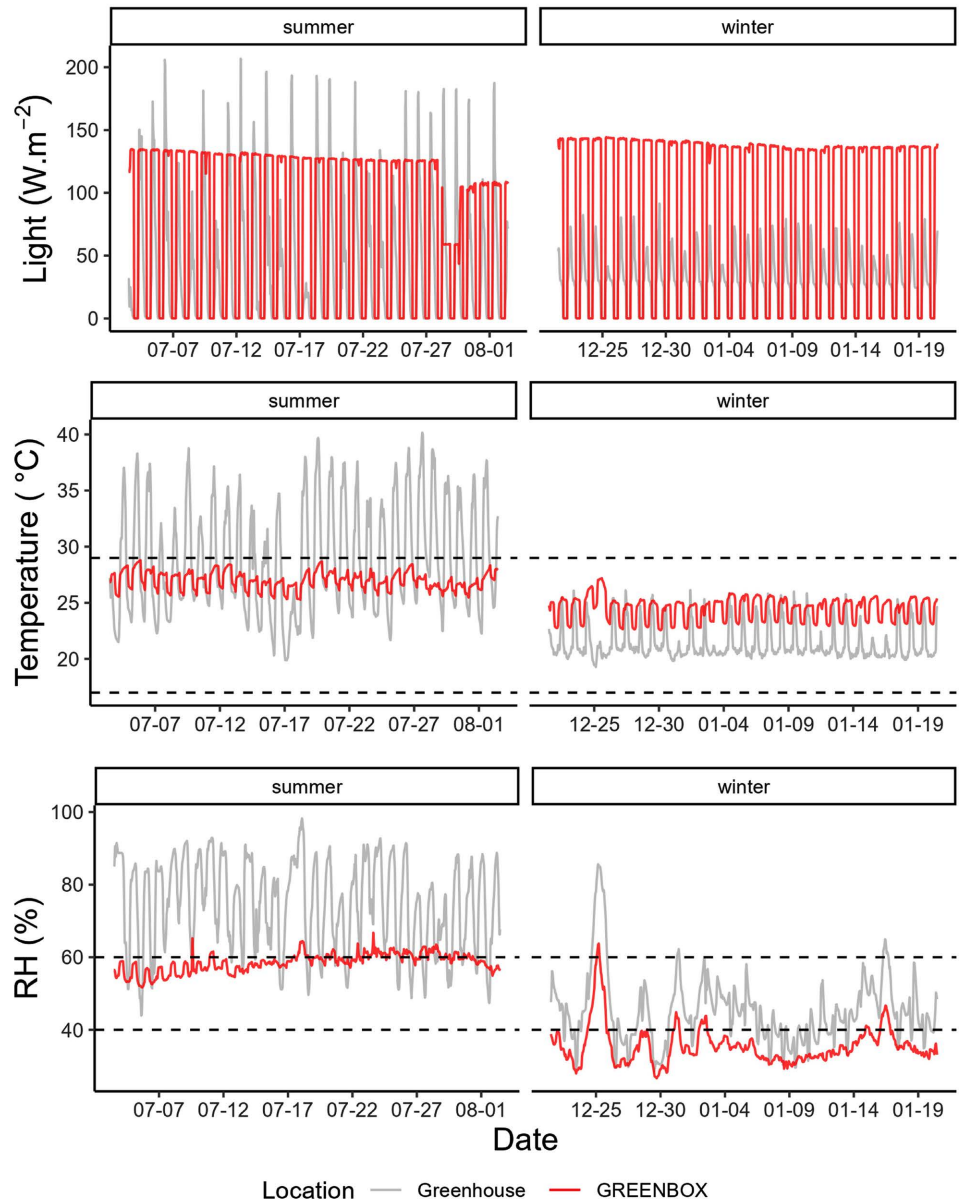 summer winter
Light (W.m⁻²)
200
150
100
50
0
07-07 07-12 07-17 07-22 07-27 08-01 12-25 12-30 01-04 01-09 01-14 01-19
summer winter
Temperature ( °C)
40
35
30
25
20
07-07 07-12 07-17 07-22 07-27 08-01 12-25 12-30 01-04 01-09 01-14 01-19
summer winter
RH (%)
100
80
60
40
07-07 07-12 07-17 07-22 07-27 08-01 12-25 12-30 01-04 01-09 01-14 01-19
Date
Location Greenhouse GREENBOX